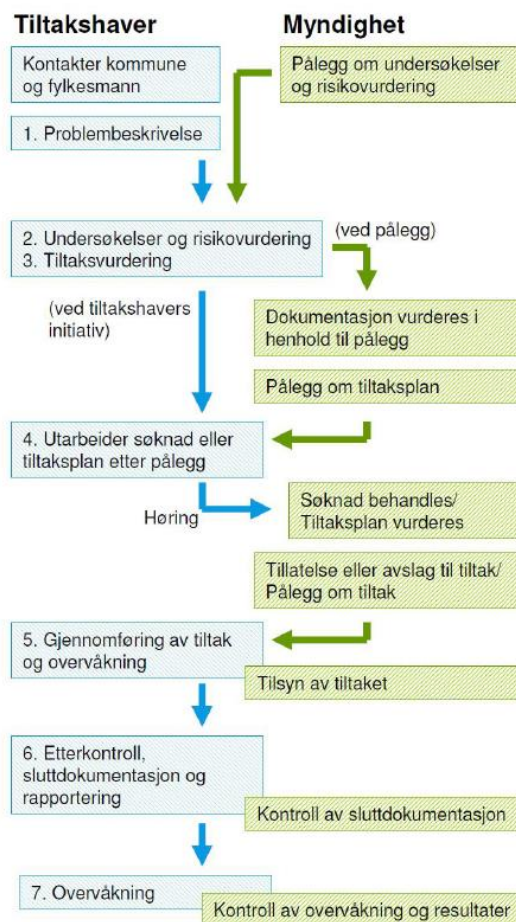 Tiltakshaver
Myndighet
Kontakter kommune
og fylkesmann
Pålegg om undersøkelser
og risikovurdering
1. Problembeskrivelse
2. Undersøkelser og risikovurdering
3. Tiltaksvurdering
(ved pålegg)
(ved tiltakshavers
initiativ)
Dokumentasjon vurderes i
henhold til pålegg
Pålegg om tiltaksplan
4. Utarbeider søknad eller
tiltaksplan etter pålegg
Høring
Søknad behandles/
Tiltaksplan vurderes
Tillatelse eller avslag til tiltak/
Pålegg om tiltak
5. Gjennomføring av tiltak
og overvåkning
Tilsyn av tiltaket
6. Etterkontroll,
sluttdokumentasjon og
rapportering
Kontroll av sluttdokumentasjon
7. Overvåkning
Kontroll av overvåkning og resultater